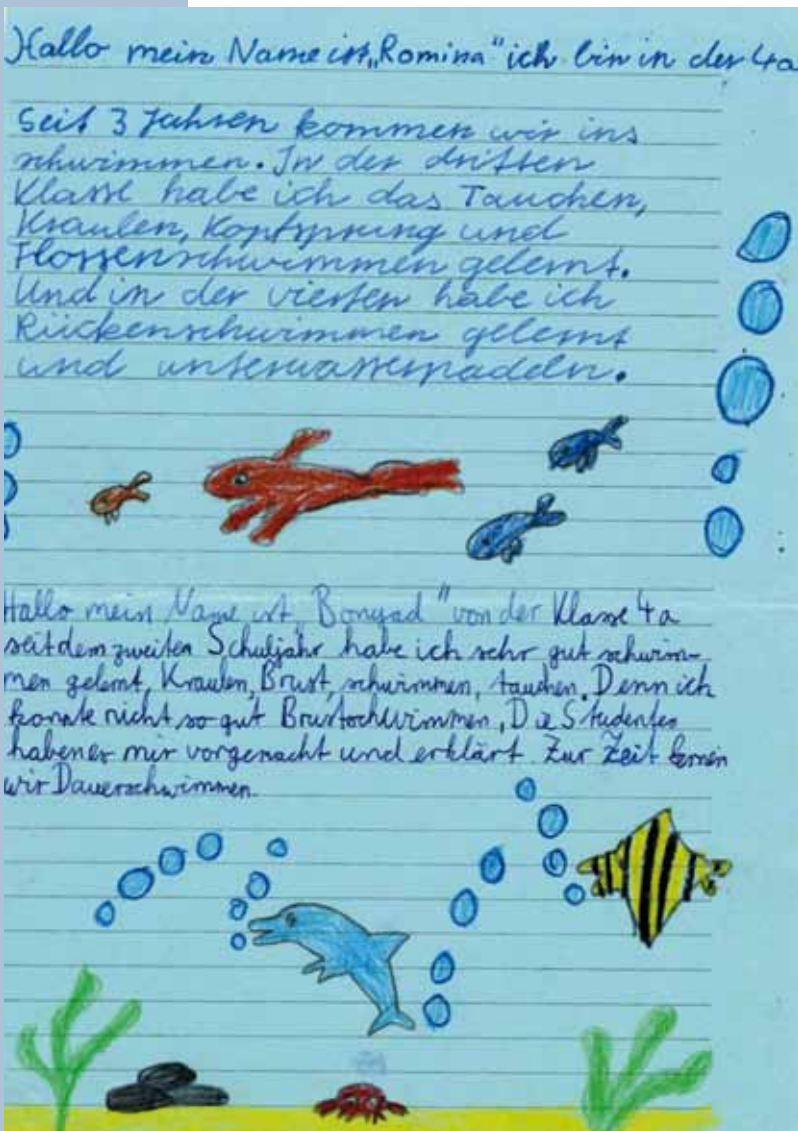 Hallo mein Name ist „Romina" ich bin in der 4a
Seit 3 Jahren kommen wir ins
schwimmen. In der dritten
Klasse habe ich das Tauchen,
Kraulen, Kopfsprung und
Flossenschwimmen gelernt.
Und in der vierten habe ich
Rückenschwimmen gelernt
und unterwasserpaddeln.
Hallo mein Name ist „Bonyad" von der Klasse 4a
seit dem zweiten Schuljahr habe ich sehr gut schwim-
men gelernt, Kraulen, Brust, schwimmen, tauchen. Denn ich
konnte nicht so gut Brustschwimmen, Die Studenten
haben er mir vorgemacht und erklärt. Zur Zeit lernen
wir Dauerschwimmen.